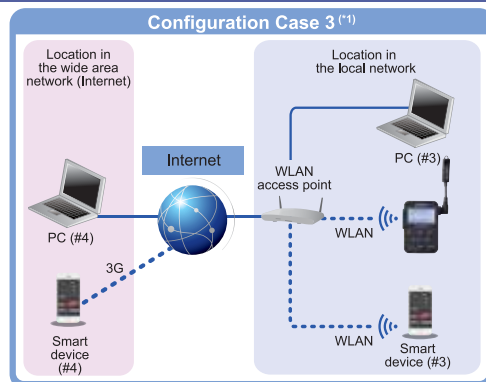 Configuration Case 3 (*1)
Location in
the wide area
network (Internet)
Location in
the local network
Internet
WLAN
access point
PC (#3)
PC (#4)
WLAN
3G
Smart
device
(#4)
WLAN
Smart
device (#3)